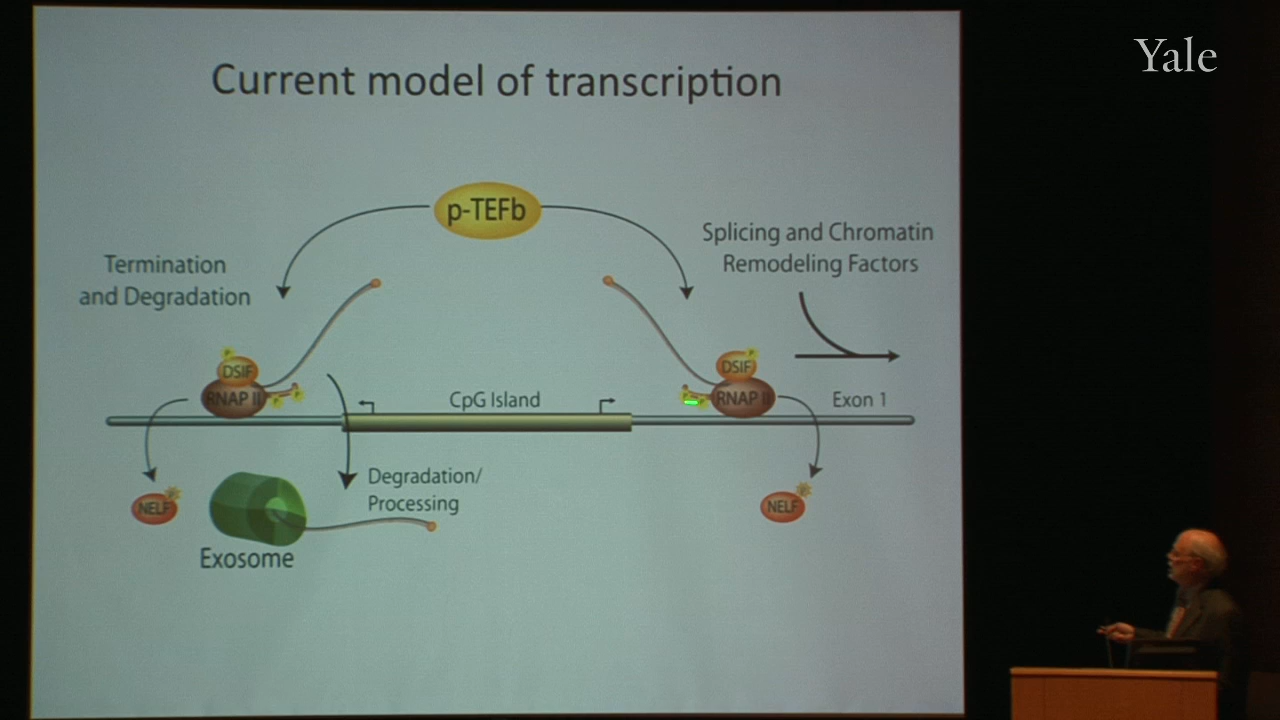 Yale
Current model of transcription
p-TEFb
Splicing and Chromatin
Remodeling Factors
Termination
and Degradation
P
DSIF
RNAP II
P
P
CpG Island
P
DSIF
RNAP II
Exon 1
NELF
Degradation/
Processing
Exosome
NELF